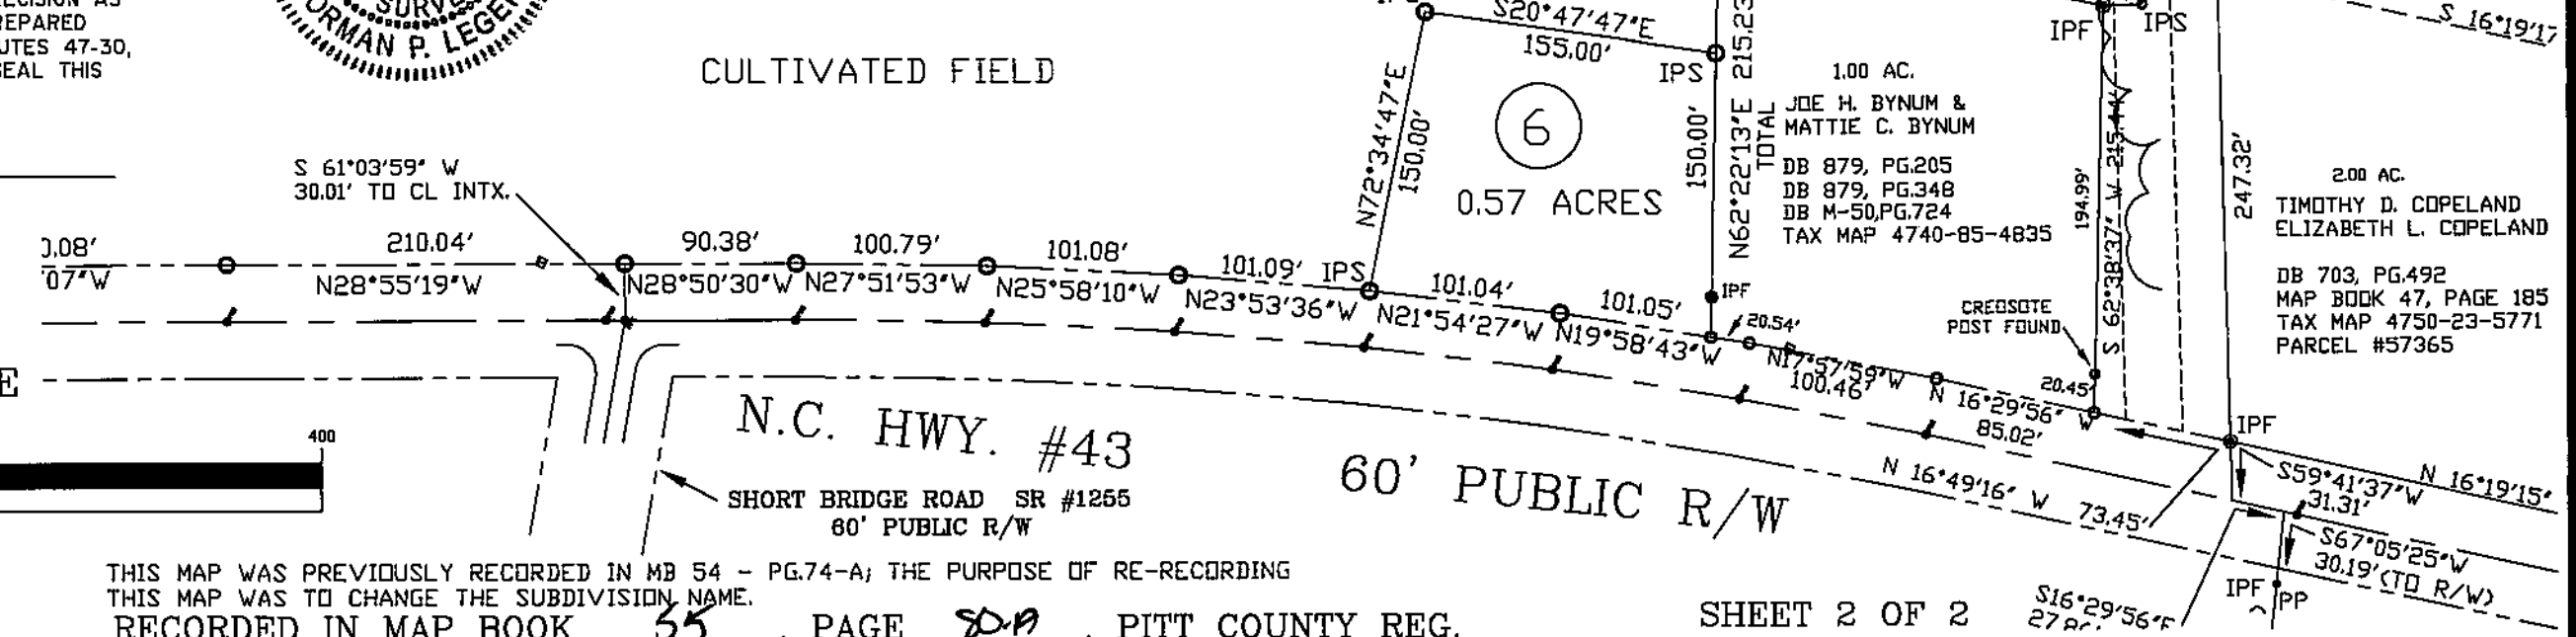 REPARED
UTES 47-30,
SEAL THIS
SURVE
ORMAN P. LEGE
CULTIVATED FIELD
S20°47'47"E
155.00'
IPS
N72°34'47"E
150.00'
6
0.57 ACRES
150.00'
N62°22'13"E 215.23
TOTAL
1.00 AC.
JOE H. BYNUM &
MATTIE C. BYNUM
DB 879, PG.205
DB 879, PG.348
DB M-50,PG.724
TAX MAP 4740-85-4835
IPF
IPS
S 16°19'17
194.99'
S 62°38'37" W
247.32'
2.00 AC.
TIMOTHY D. COPELAND
ELIZABETH L. COPELAND
DB 703, PG.492
MAP BOOK 47, PAGE 185
TAX MAP 4750-23-5771
PARCEL #57365
S 61°03'59" W
30.01' TO CL INTX.
0.08'
'07"W
210.04'
N28°55'19"W
90.38'
N28°50'30"W
100.79'
N27°51'53"W
101.08'
N25°58'10"W
101.09'
N23°53'36"W
IPS
101.04'
N21°54'27"W
101.05'
N19°58'43"W
IPF
20.54'
N17°57'59"W
100.46'
CREOSOTE
POST FOUND
20.45'
N 16°29'56" W
85.02'
IPF
S59°41'37"W
31.31'
N 16°19'15"
N 16°49'16" W 73.45'
S67°05'25"W
30.19'(TO R/W)
IPF
PP
S16°29'56"E
E
400
N.C. HWY. #43
60' PUBLIC R/W
SHORT BRIDGE ROAD SR #1255
60' PUBLIC R/W
THIS MAP WAS PREVIOUSLY RECORDED IN MB 54 - PG.74-A; THE PURPOSE OF RE-RECORDING
THIS MAP WAS TO CHANGE THE SUBDIVISION NAME.
RECORDED IN MAP BOOK 55 , PAGE 80-A , PITT COUNTY REG.
SHEET 2 OF 2